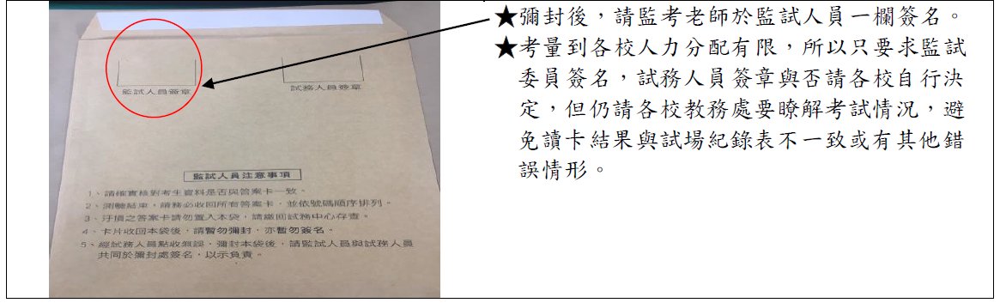 ★彌封後，請監考老師於監試人員一欄簽名。
★考量到各校人力分配有限，所以只要求監試
委員簽名，試務人員簽章與否請各校自行決
定，但仍請各校教務處要瞭解考試情況，避
免讀卡結果與試場紀錄表不一致或有其他錯
誤情形。
監試人員簽章
試務人員簽章
監試人員注意事項
1、請確實核對考生資料是否與答案卡一致。
2、測驗結束，請務必收回所有答案卡，並依號碼順序排列。
3、汙損之答案卡請勿置入本袋，請繳回試務中心存查。
4、卡片收回本袋後，請暫勿彌封，亦暫勿簽名。
5、經試務人員點收無誤，彌封本袋後，請監試人員與試務人員
共同於彌封處簽名，以示負責。